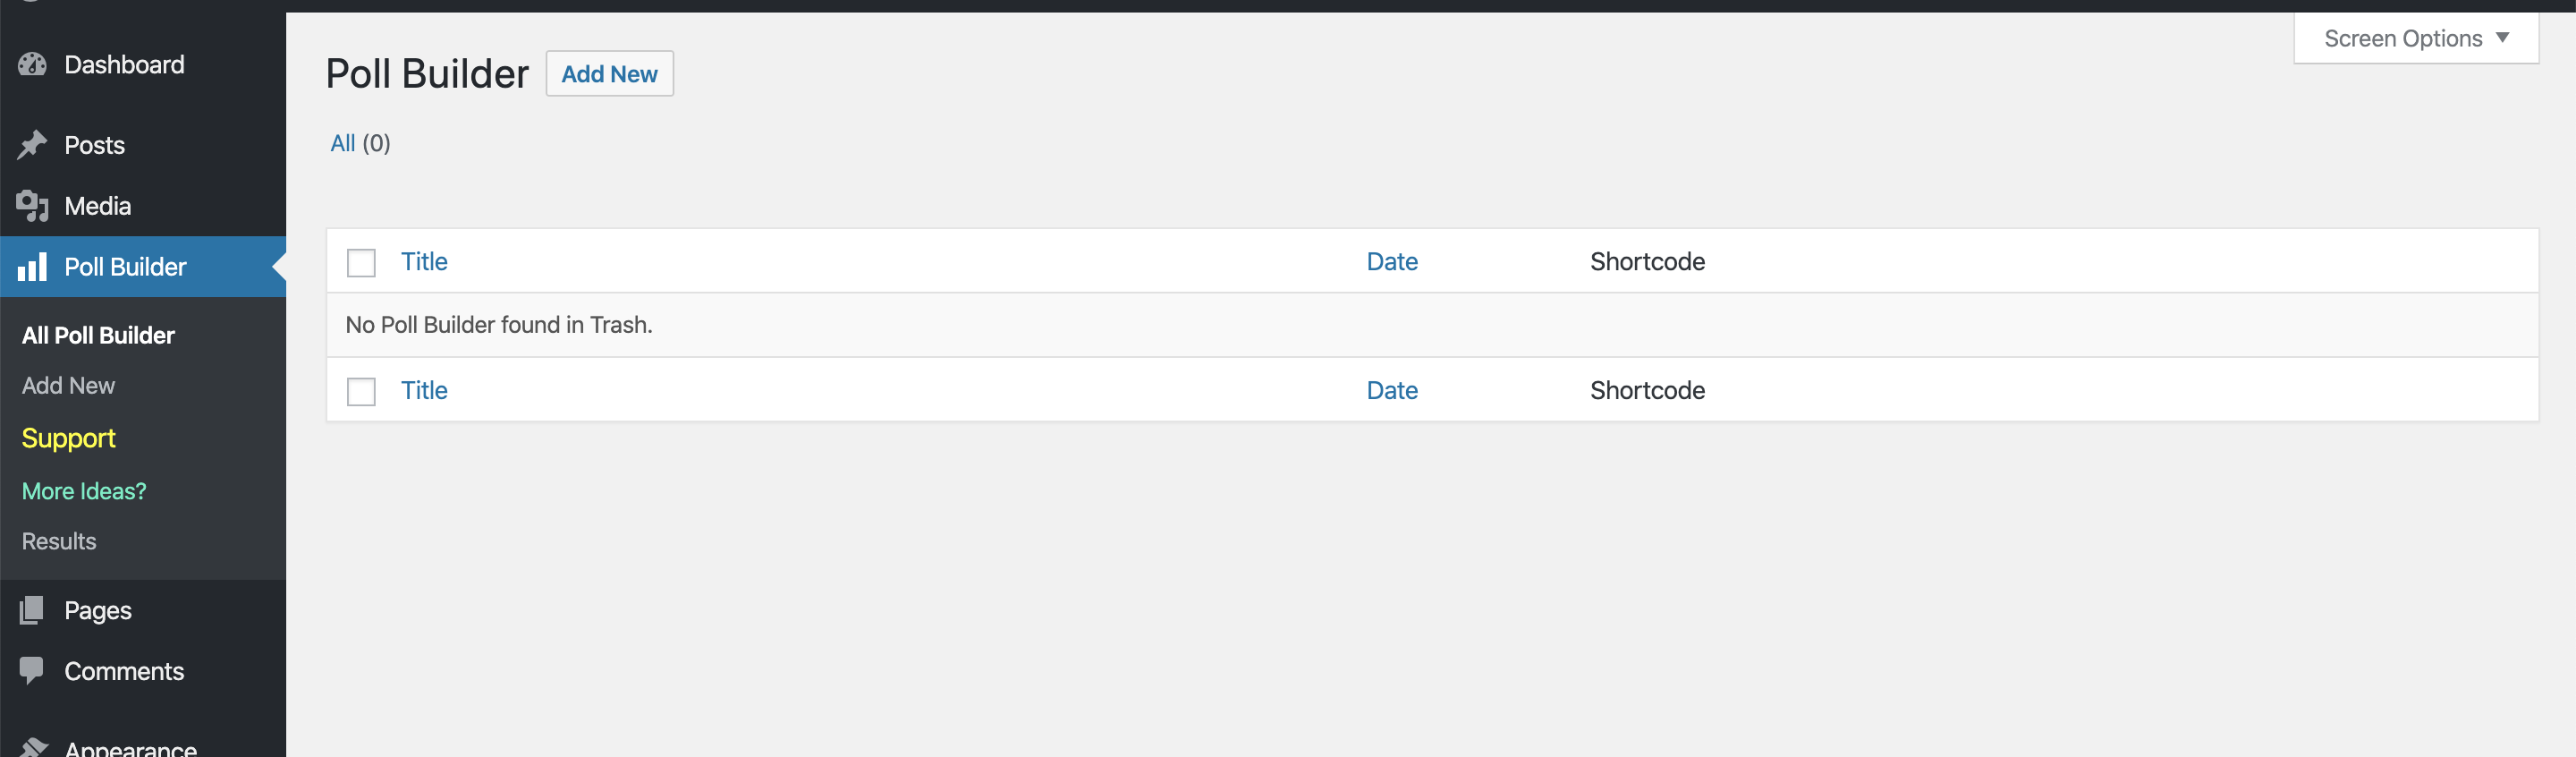 Dashboard
Posts
Media
Poll Builder
All Poll Builder
Add New
Support
More Ideas?
Results
Pages
Comments
Appearance
Screen Options
Poll Builder Add New
All (0)
Title Date Shortcode
No Poll Builder found in Trash.
Title Date Shortcode